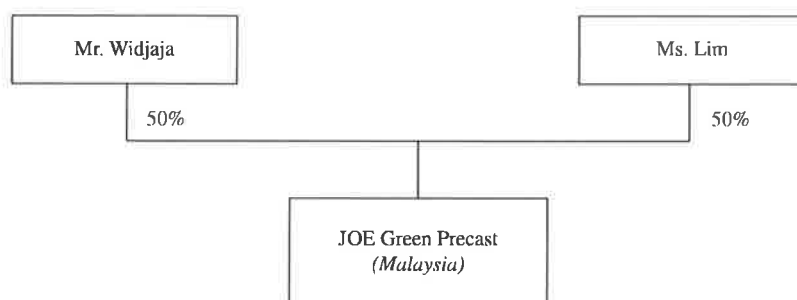 Mr. Widjaja
Ms. Lim
50%
50%
JOE Green Precast
(Malaysia)